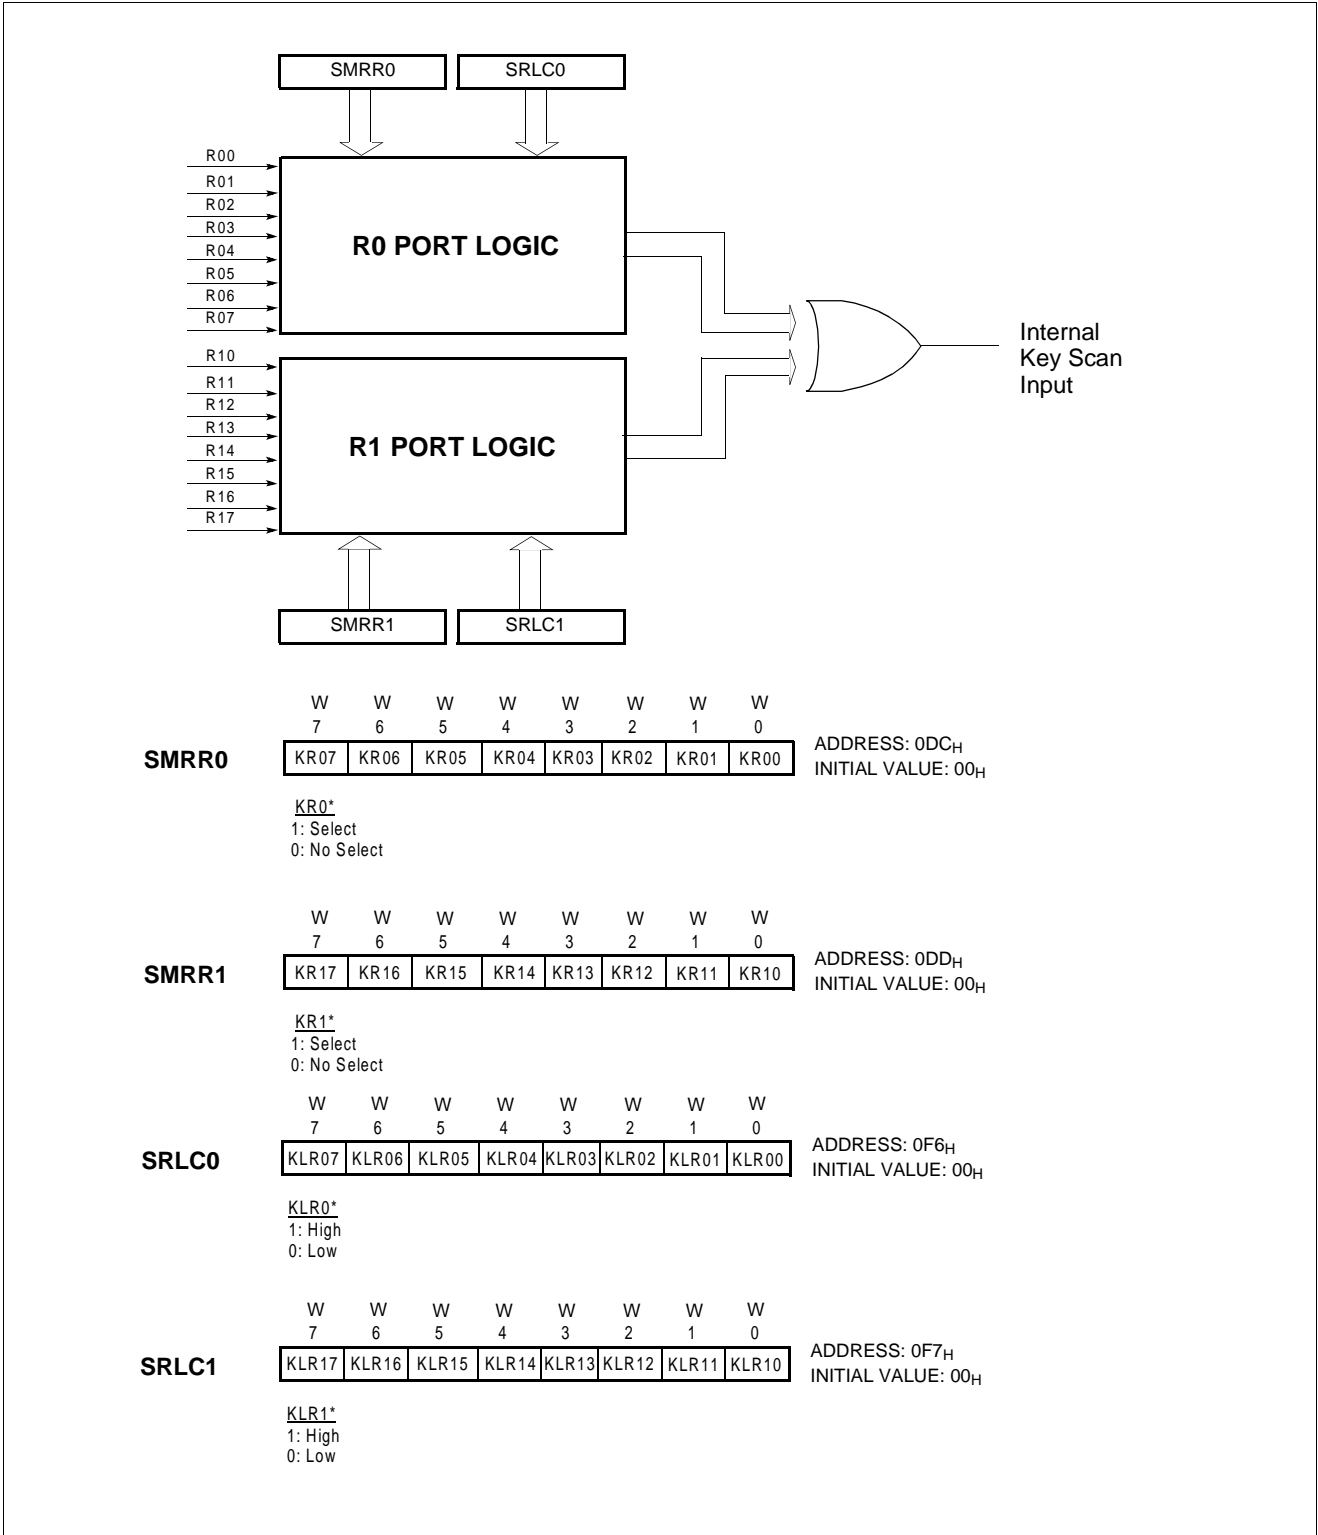 SMRR0 SRLC0
R00
R01
R02
R03
R04
R05
R06
R07
R0 PORT LOGIC
R10
R11
R12
R13
R14
R15
R16
R17
R1 PORT LOGIC
Internal
Key Scan
Input
SMRR1 SRLC1
W W W W W W W W
7 6 5 4 3 2 1 0
SMRR0 KR07 KR06 KR05 KR04 KR03 KR02 KR01 KR00
ADDRESS: 0DCH
INITIAL VALUE: 00H
KR0*
1: Select
0: No Select
W W W W W W W W
7 6 5 4 3 2 1 0
SMRR1 KR17 KR16 KR15 KR14 KR13 KR12 KR11 KR10
ADDRESS: 0DDH
INITIAL VALUE: 00H
KR1*
1: Select
0: No Select
W W W W W W W W
7 6 5 4 3 2 1 0
SRLC0 KLR07 KLR06 KLR05 KLR04 KLR03 KLR02 KLR01 KLR00
ADDRESS: 0F6H
INITIAL VALUE: 00H
KLR0*
1: High
0: Low
W W W W W W W W
7 6 5 4 3 2 1 0
SRLC1 KLR17 KLR16 KLR15 KLR14 KLR13 KLR12 KLR11 KLR10
ADDRESS: 0F7H
INITIAL VALUE: 00H
KLR1*
1: High
0: Low